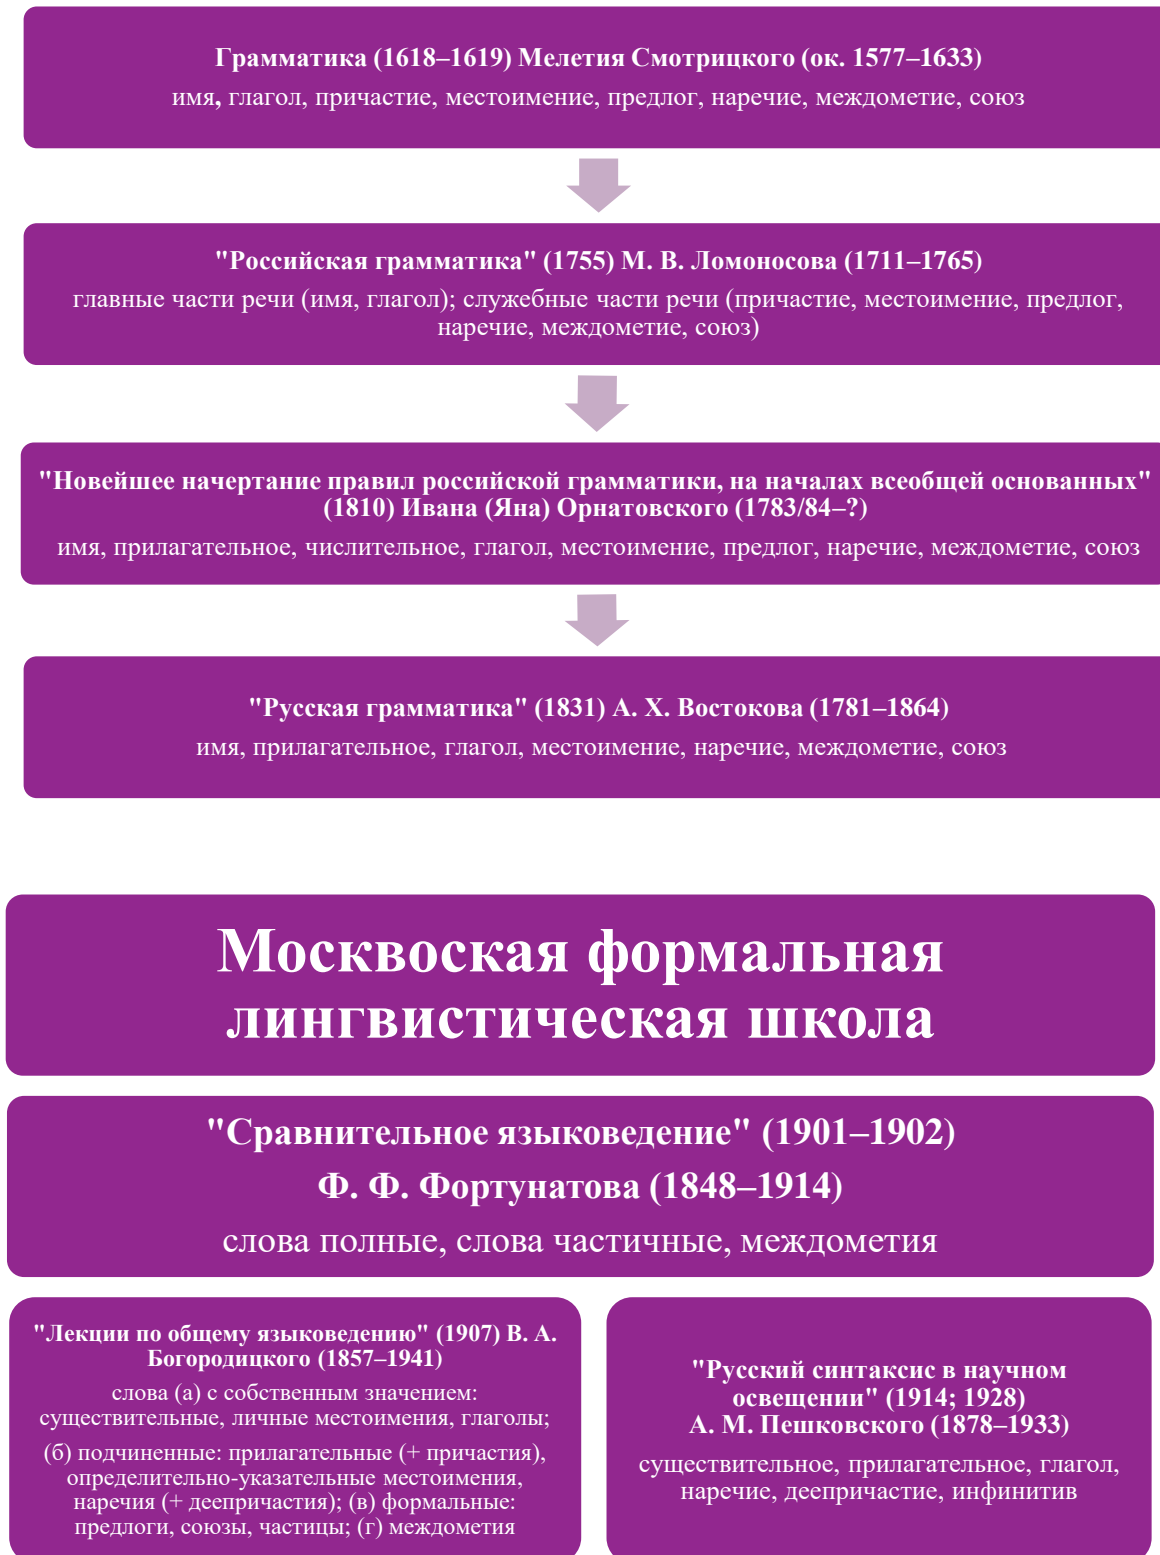 Грамматика (1618–1619) Мелетия Смотрицкого (ок. 1577–1633)
имя, глагол, причастие, местоимение, предлог, наречие, междометие, союз
"Российская грамматика" (1755) М. В. Ломоносова (1711–1765)
главные части речи (имя, глагол); служебные части речи (причастие, местоимение, предлог,
наречие, междометие, союз)
"Новейшее начертание правил российской грамматики, на началах всеобщей основанных"
(1810) Ивана (Яна) Орнатовского (1783/84–?)
имя, прилагательное, числительное, глагол, местоимение, предлог, наречие, междометие, союз
"Русская грамматика" (1831) А. Х. Востокова (1781–1864)
имя, прилагательное, глагол, местоимение, наречие, междометие, союз
Москвоская формальная
лингвистическая школа
"Сравнительное языковедение" (1901–1902)
Ф. Ф. Фортунатова (1848–1914)
слова полные, слова частичные, междометия
"Лекции по общему языковедению" (1907) В. А.
Богородицкого (1857–1941)
слова (а) с собственным значением:
существительные, личные местоимения, глаголы;
(б) подчиненные: прилагательные (+ причастия),
определительно-указательные местоимения,
наречия (+ деепричастия); (в) формальные:
предлоги, союзы, частицы; (г) междометия
"Русский синтаксис в научном
освещении" (1914; 1928)
А. М. Пешковского (1878–1933)
существительное, прилагательное, глагол,
наречие, деепричастие, инфинитив